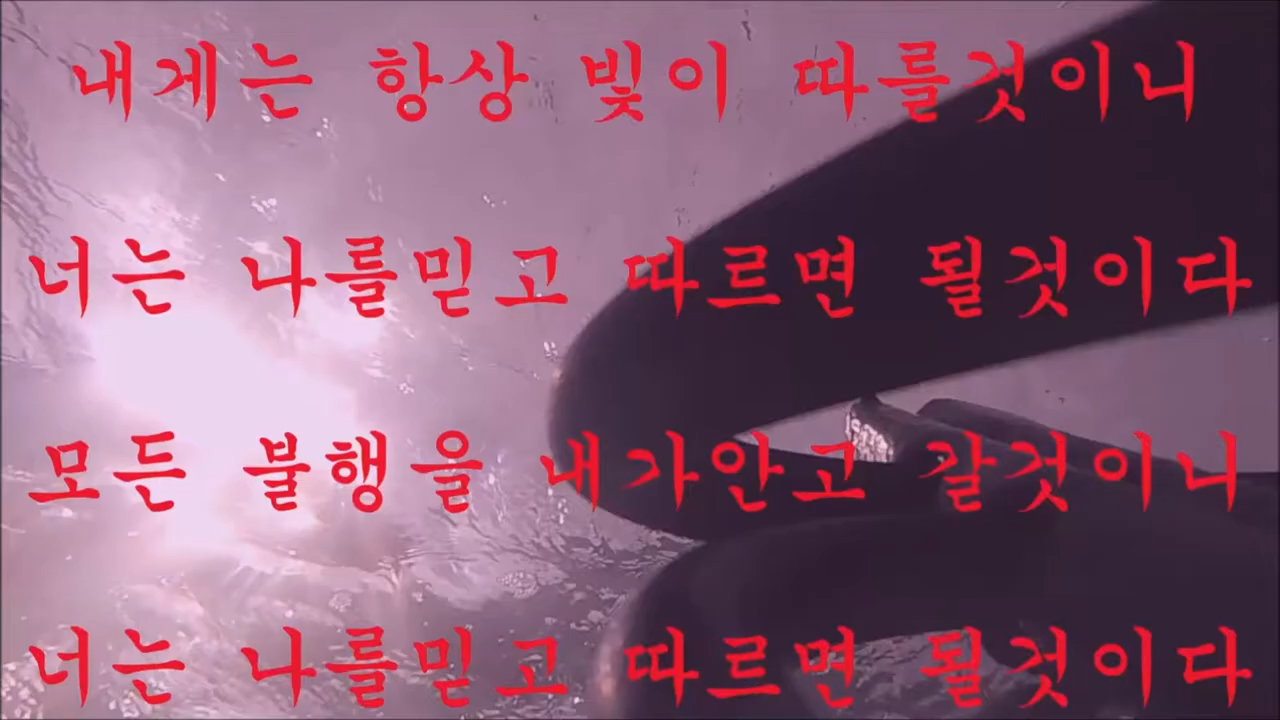 내게는 항상 빛이 따를것이니
너는 나를믿고 따르면 될것이다
모든 불행을 내가안고 갈것이니
너는 나를믿고 따르면 될것이다